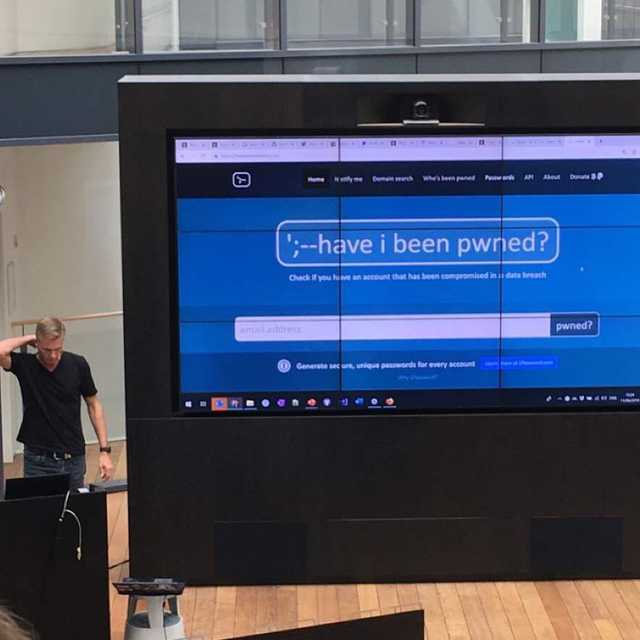 Home Notify me Domain search Who's been pwned Passwords API About Donate
';--have i been pwned?
Check if you have an account that has been compromised in a data breach
email address pwned?
Generate secure, unique passwords for every account
Why 1Password?